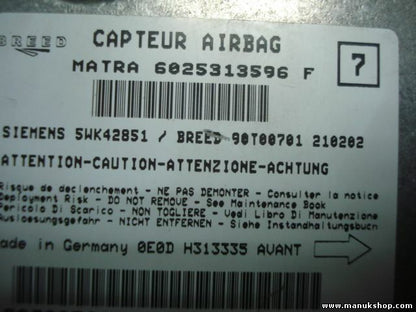 BREED
CAPTEUR AIRBAG
7
MATRA 6025313596 F
SIEMENS 5WK42851 / BREED 90T00701 210202
ATTENTION-CAUTION-ATTENZIONE-ACHTUNG
Risque de declenchement - NE PAS DEMONTER - Consulter la notice
Deployment Risk - DO NOT REMOVE - See Maintenance Book
Pericolo Di Scarico - NON TOGLIERE - Vedi Libro Di Manutenzione
Auslosungsgefahr - NICHT ENTFERNEN - Siehe Instandhaltungsbuch
Made in Germany 0E0D H313335 AVANT
www.manukshop.com